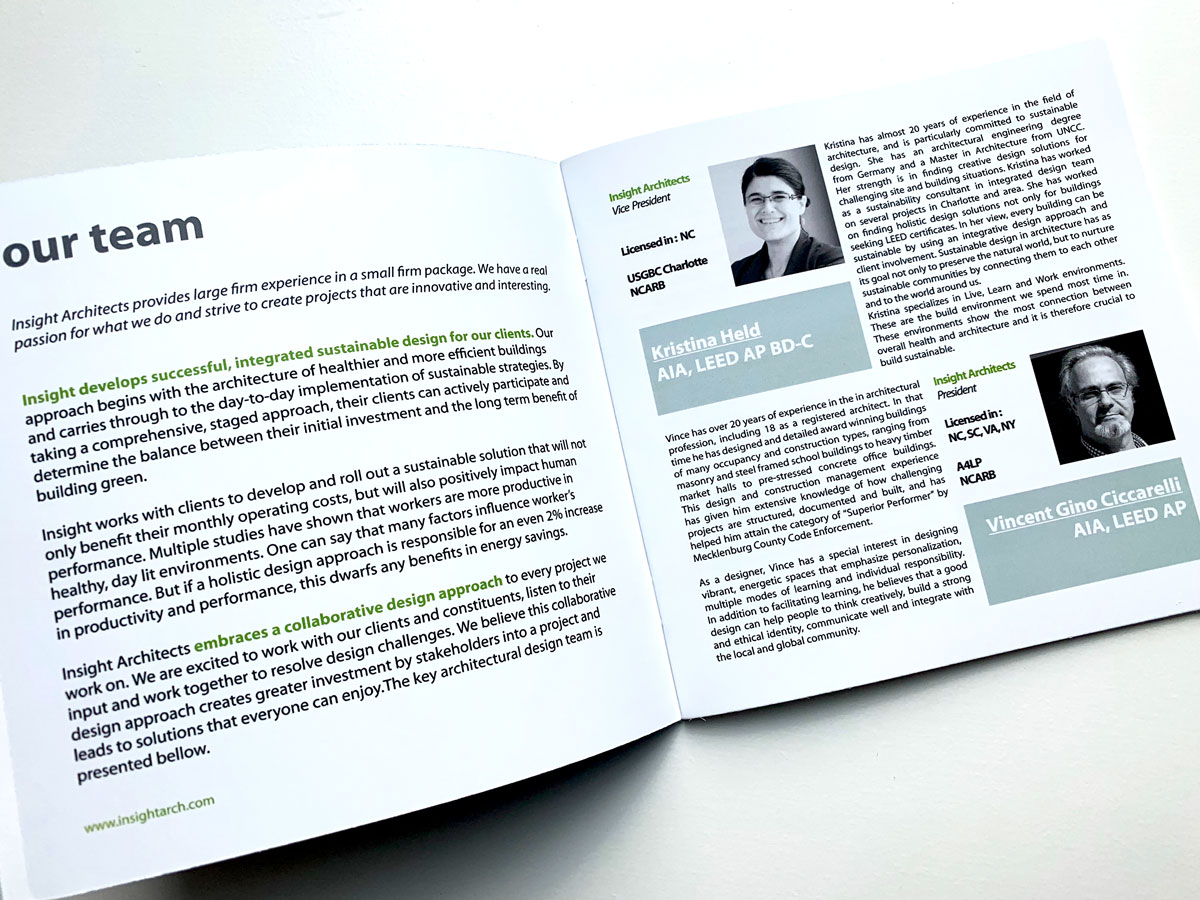 our team
Insight Architects provides large firm experience in a small firm package. We have a real
passion for what we do and strive to create projects that are innovative and interesting.
Insight develops successful, integrated sustainable design for our clients. Our
approach begins with the architecture of healthier and more efficient buildings
and carries through to the day-to-day implementation of sustainable strategies. By
taking a comprehensive, staged approach, their clients can actively participate and
determine the balance between their initial investment and the long term benefit of
building green.
Insight works with clients to develop and roll out a sustainable solution that will not
only benefit their monthly operating costs, but will also positively impact human
performance. Multiple studies have shown that workers are more productive in
healthy, day lit environments. One can say that many factors influence worker's
performance. But if a holistic design approach is responsible for an even 2% increase
in productivity and performance, this dwarfs any benefits in energy savings.
Insight Architects embraces a collaborative design approach to every project we
work on. We are excited to work with our clients and constituents, listen to their
input and work together to resolve design challenges. We believe this collaborative
design approach creates greater investment by stakeholders into a project and
leads to solutions that everyone can enjoy.The key architectural design team is
presented bellow.
www.insightarch.com
Insight Architects
Vice President
Licensed in : NC
USGBC Charlotte
NCARB
Kristina Held
AIA, LEED AP BD-C
Kristina has almost 20 years of experience in the field of
architecture, and is particularly committed to sustainable
design. She has an architectural engineering degree
from Germany and a Master in Architecture from UNCC.
Her strength is in finding creative design solutions for
challenging site and building situations. Kristina has worked
as a sustainability consultant in integrated design team
on several projects in Charlotte and area. She has worked
on finding holistic design solutions not only for buildings
seeking LEED certificates. In her view, every building can be
sustainable by using an integrative design approach and
client involvement. Sustainable design in architecture has as
its goal not only to preserve the natural world, but to nurture
sustainable communities by connecting them to each other
and to the world around us.
Kristina specializes in Live, Learn and Work environments.
These are the build environment we spend most time in.
These environments show the most connection between
overall health and architecture and it is therefore crucial to
build sustainable.
Vince has over 20 years of experience in the in architectural
profession, including 18 as a registered architect. In that
time he has designed and detailed award winning buildings
of many occupancy and construction types, ranging from
masonry and steel framed school buildings to heavy timber
market halls to pre-stressed concrete office buildings.
This design and construction management experience
has given him extensive knowledge of how challenging
projects are structured, documented and built, and has
helped him attain the category of "Superior Performer" by
Mecklenburg County Code Enforcement.
As a designer, Vince has a special interest in designing
vibrant, energetic spaces that emphasize personalization,
multiple modes of learning and individual responsibility.
In addition to facilitating learning, he believes that a good
design can help people to think creatively, build a strong
and ethical identity, communicate well and integrate with
the local and global community.
Insight Architects
President
Licensed in :
NC, SC, VA, NY
A4LP
NCARB
Vincent Gino Ciccarelli
AIA, LEED AP